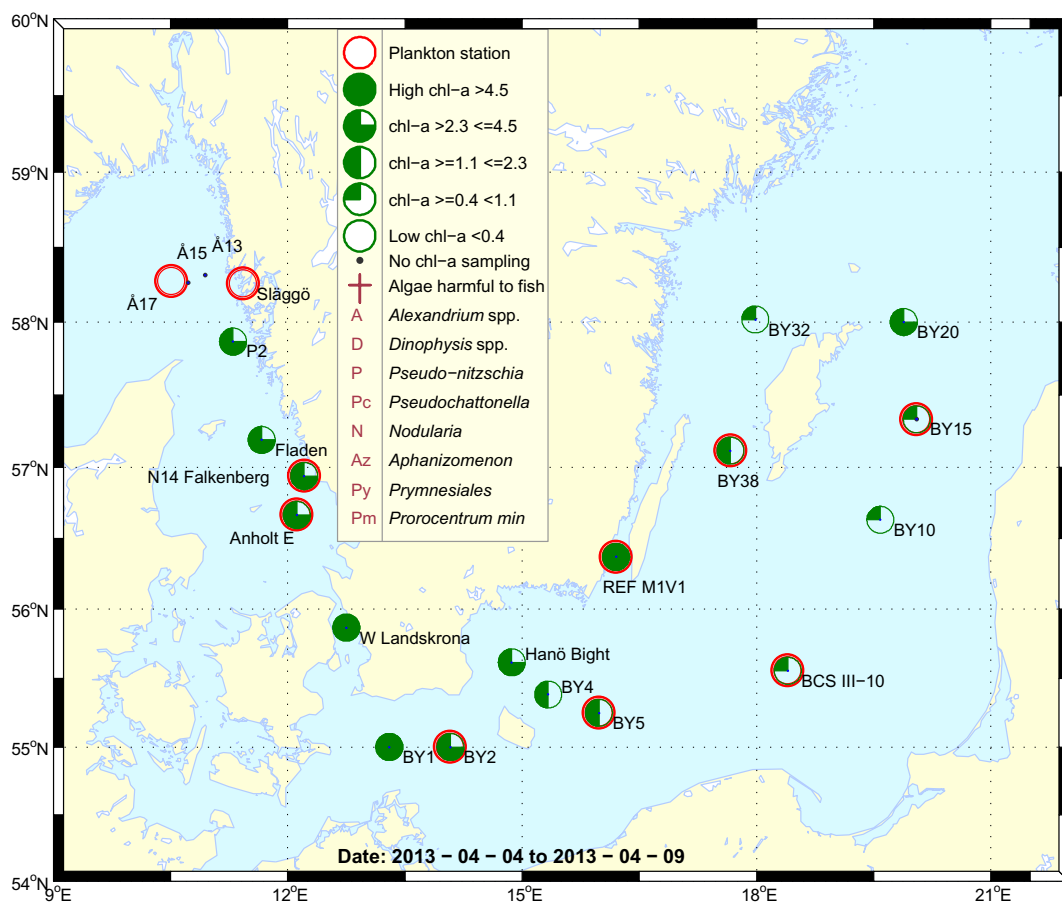 60°N
59°N
58°N
57°N
56°N
55°N
54°N
9°E
12°E
15°E
18°E
21°E
Plankton station
High chl−a >4.5
chl−a >2.3 <=4.5
chl−a >=1.1 <=2.3
chl−a >=0.4 <1.1
Low chl−a <0.4
No chl−a sampling
Algae harmful to fish
A Alexandrium spp.
D Dinophysis spp.
P Pseudo−nitzschia
Pc Pseudochattonella
N Nodularia
Az Aphanizomenon
Py Prymnesiales
Pm Prorocentrum min
Å13
Å15
Å17
Släggö
P2
Fladen
N14 Falkenberg
Anholt E
W Landskrona
Hanö Bight
BY4
BY5
BY1
BY2
REF M1V1
BY32
BY20
BY15
BY38
BY10
BCS III−10
Date: 2013 − 04 − 04 to 2013 − 04 − 09